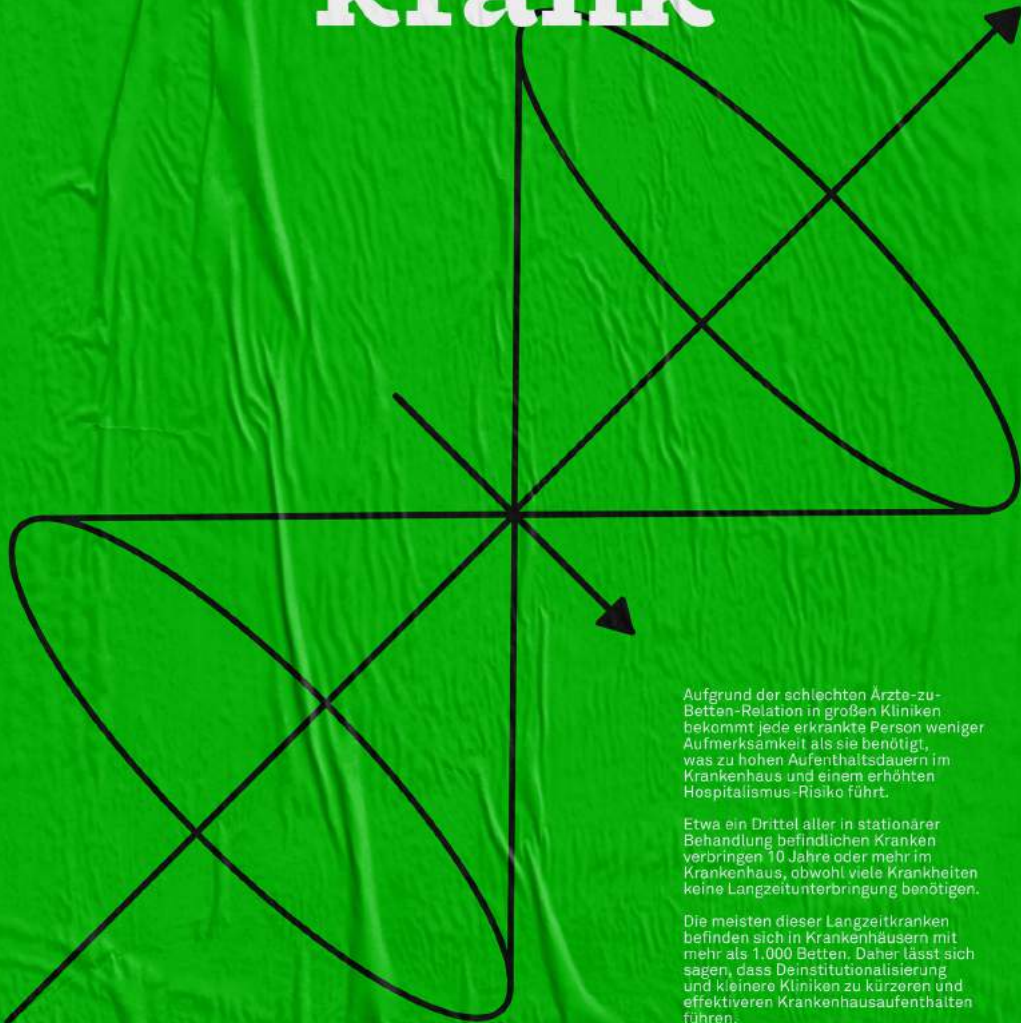 krank
Aufgrund der schlechten Ärzte-zu-
Betten-Relation in großen Kliniken
bekommt jede erkrankte Person weniger
Aufmerksamkeit als sie benötigt,
was zu hohen Aufenthaltsdauern im
Krankenhaus und einem erhöhten
Hospitalismus-Risiko führt.
Etwa ein Drittel aller in stationärer
Behandlung befindlichen Kranken
verbringen 10 Jahre oder mehr im
Krankenhaus, obwohl viele Krankheiten
keine Langzeitunterbringung benötigen.
Die meisten dieser Langzeitkranken
befinden sich in Krankenhäusern mit
mehr als 1.000 Betten. Daher lässt sich
sagen, dass Deinstitutionalisierung
und kleinere Kliniken zu kürzeren und
effektiveren Krankenhausaufenthalten
führen.